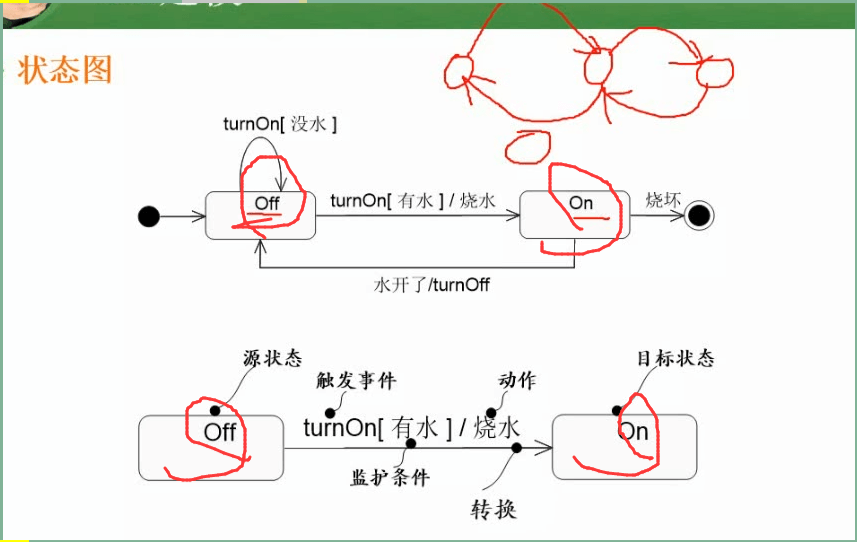 状态图
turnOn[ 没水 ]
Off
turnOn[ 有水 ] / 烧水
On
烧坏
水开了/turnOff
源状态
目标状态
触发事件
动作
Off
turnOn[ 有水 ] / 烧水
On
监护条件
转换